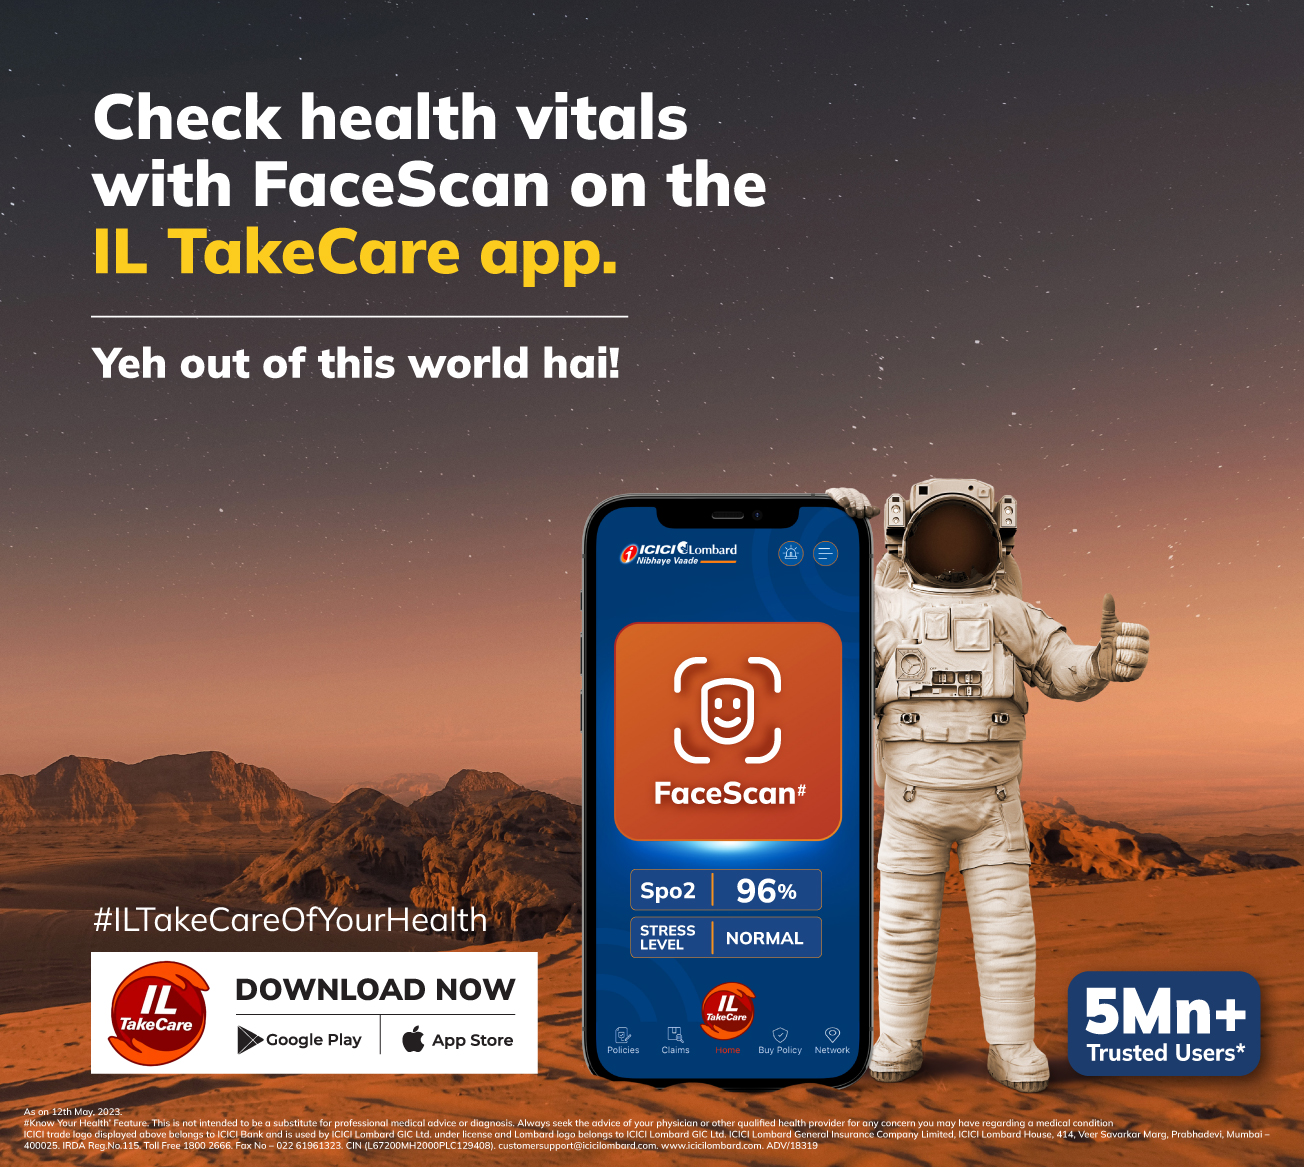 Check health vitals
with FaceScan on the
IL TakeCare app.
Yeh out of this world hai!
ICICI Lombard
Nibhaye Vaade
FaceScan#
Spo2 96%
STRESS
LEVEL
NORMAL
IL
TakeCare
Policies Claims Home Buy Policy Network
#ILTakeCareOfYourHealth
IL
TakeCare
DOWNLOAD NOW
Google Play App Store
5Mn+
Trusted Users*
As on 12th May, 2023.
#Know Your Health' Feature. This is not intended to be a substitute for professional medical advice or diagnosis. Always seek the advice of your physician or other qualified health provider for any concern you may have regarding a medical condition
ICICI trade logo displayed above belongs to ICICI Bank and is used by ICICI Lombard GIC Ltd. under license and Lombard logo belongs to ICICI Lombard GIC Ltd. ICICI Lombard General Insurance Company Limited, ICICI Lombard House, 414, Veer Savarkar Marg, Prabhadevi, Mumbai –
400025. IRDA Reg.No.115. Toll Free 1800 2666. Fax No – 022 61961323. CIN (L67200MH2000PLC129408). customersupport@icicilombard.com. www.icicilombard.com. ADV/18319